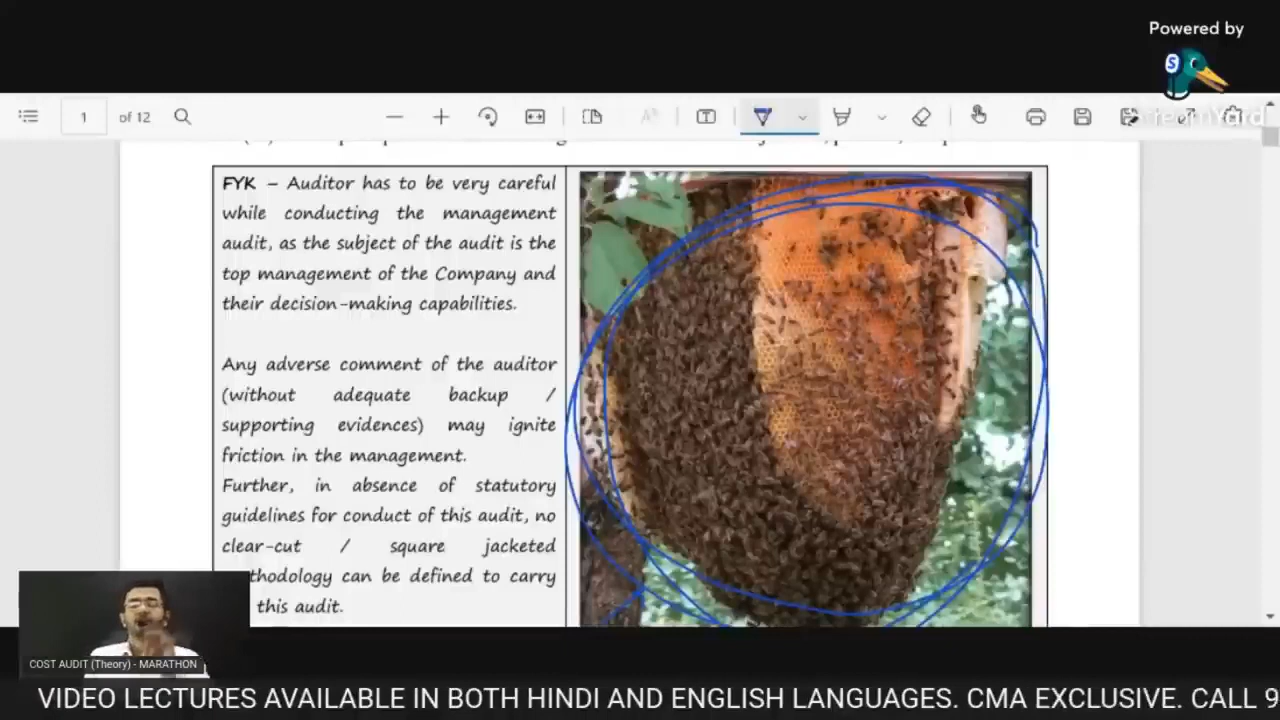 Powered by
S
1 of 12
StreamYard
FYK – Auditor has to be very careful
while conducting the management
audit, as the subject of the audit is the
top management of the Company and
their decision-making capabilities.
Any adverse comment of the auditor
(without adequate backup /
supporting evidences) may ignite
friction in the management.
Further, in absence of statutory
guidelines for conduct of this audit, no
clear-cut / square jacketed
thodology can be defined to carry
this audit.
COST AUDIT (Theory) - MARATHON
VIDEO LECTURES AVAILABLE IN BOTH HINDI AND ENGLISH LANGUAGES. CMA EXCLUSIVE. CALL 9